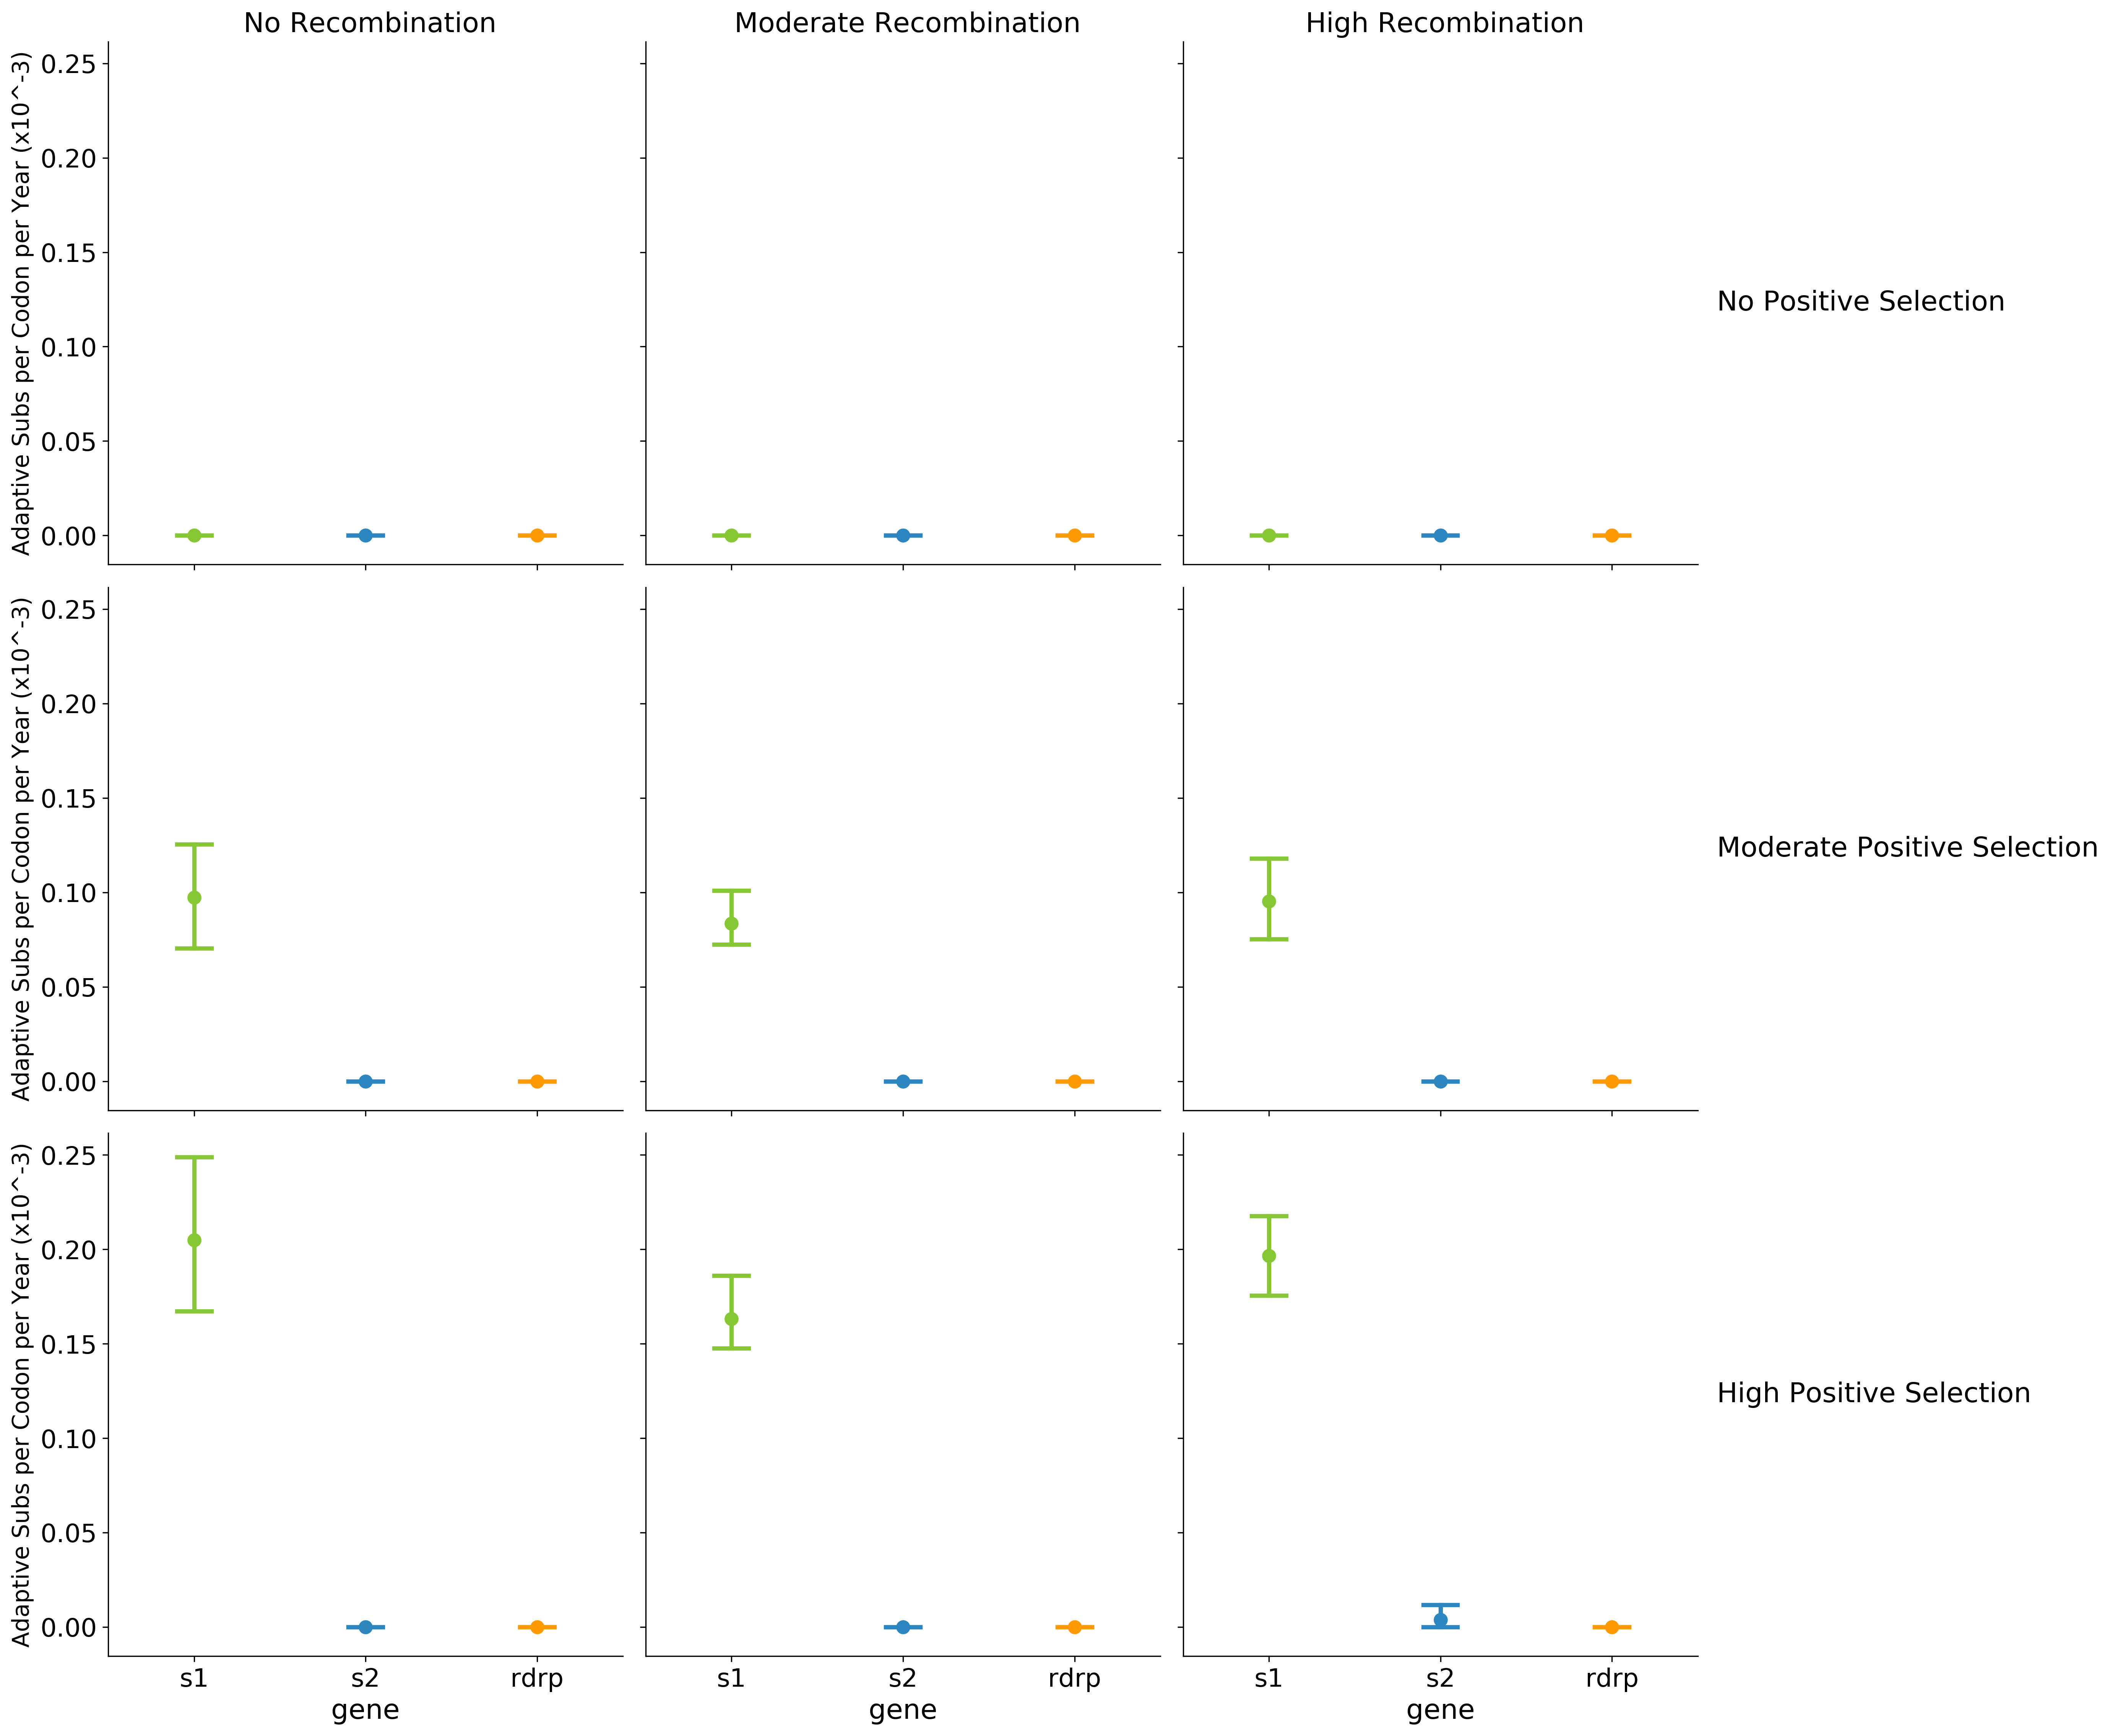 No Recombination
Moderate Recombination
High Recombination
Adaptive Subs per Codon per Year (x10^-3)
0.25
0.20
0.15
0.10
0.05
0.00
No Positive Selection
Adaptive Subs per Codon per Year (x10^-3)
0.25
0.20
0.15
0.10
0.05
0.00
Moderate Positive Selection
Adaptive Subs per Codon per Year (x10^-3)
0.25
0.20
0.15
0.10
0.05
0.00
High Positive Selection
s1 s2 rdrp
gene
s1 s2 rdrp
gene
s1 s2 rdrp
gene